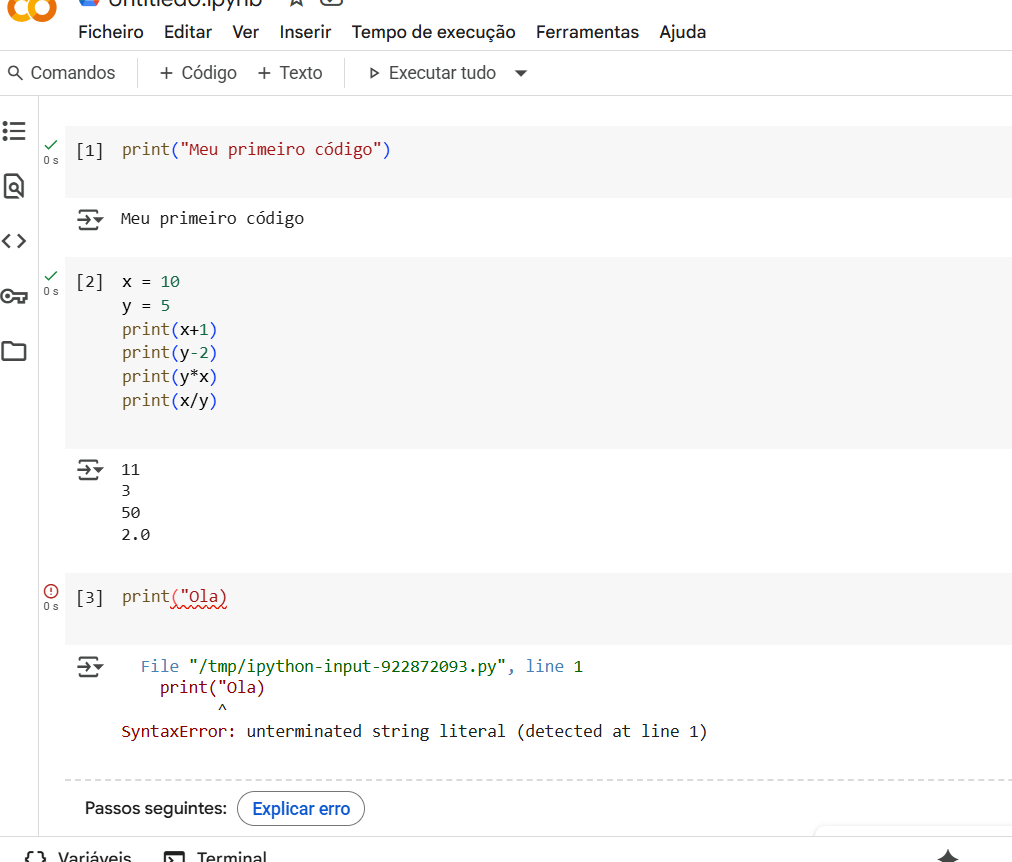 Untitled0.ipynb
Ficheiro Editar Ver Inserir Tempo de execução Ferramentas Ajuda
Comandos + Código + Texto Executar tudo
0 s
[1] print("Meu primeiro código")
Meu primeiro código
0 s
[2] x = 10
y = 5
print(x+1)
print(y-2)
print(y*x)
print(x/y)
11
3
50
2.0
0 s
[3] print("Ola)
File "/tmp/ipython-input-922872093.py", line 1
print("Ola)
^
SyntaxError: unterminated string literal (detected at line 1)
Passos seguintes: Explicar erro
Variáveis Terminal